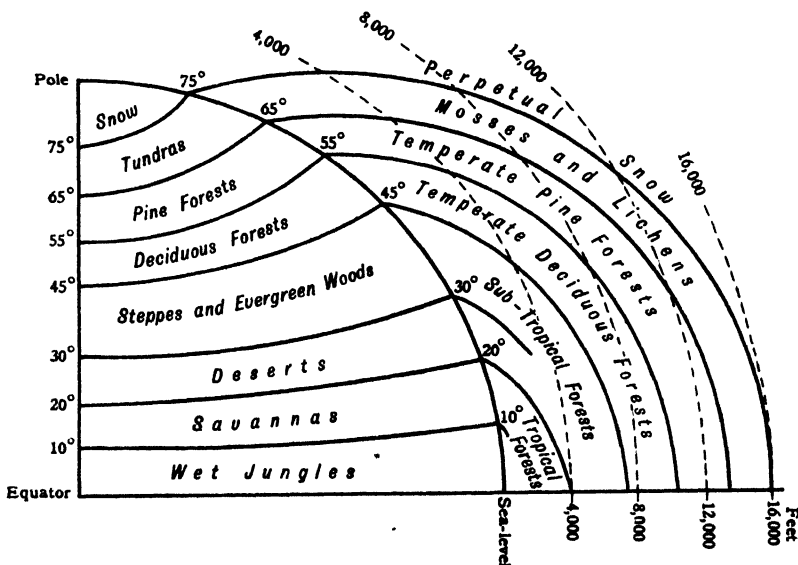 4,000
8,000
12,000
16,000
Pole
75°
65°
55°
45°
30°
20°
10°
Equator
75°
65°
55°
45°
30°
20°
10°
Snow
Tundras
Pine Forests
Deciduous Forests
Steppes and Evergreen Woods
Deserts
Savannas
Wet Jungles
Perpetual Snow
Mosses and Lichens
Temperate Pine Forests
Temperate Deciduous Forests
Sub-Tropical Forests
Tropical
Forests
Sea-level
4,000
8,000
12,000
16,000
Feet